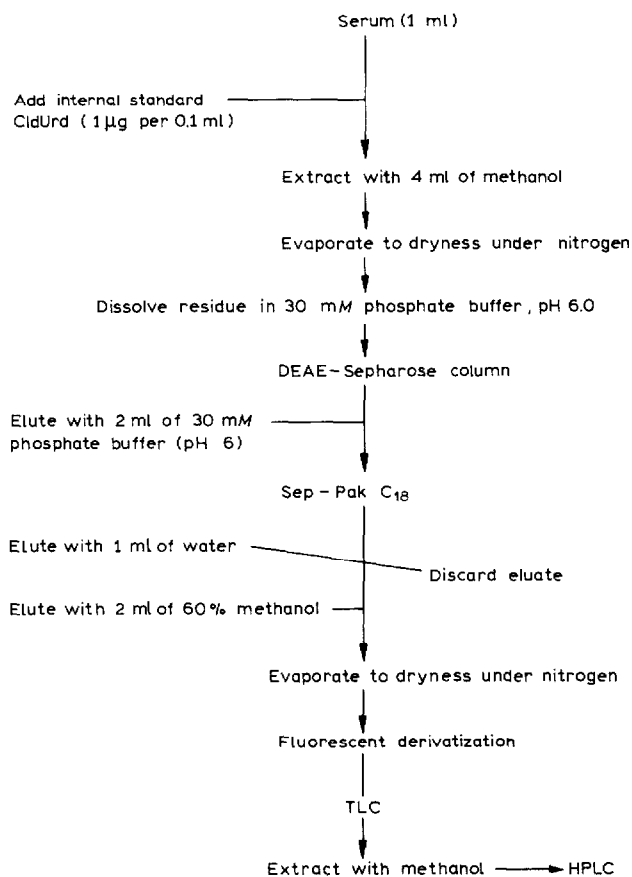 Serum (1 ml)
Add internal standard
CldUrd (1 μg per 0.1 ml)
Extract with 4 ml of methanol
Evaporate to dryness under nitrogen
Dissolve residue in 30 mM phosphate buffer, pH 6.0
DEAE-Sepharose column
Elute with 2 ml of 30 mM
phosphate buffer (pH 6)
Sep-Pak C18
Elute with 1 ml of water
Discard eluate
Elute with 2 ml of 60% methanol
Evaporate to dryness under nitrogen
Fluorescent derivatization
TLC
Extract with methanol
HPLC